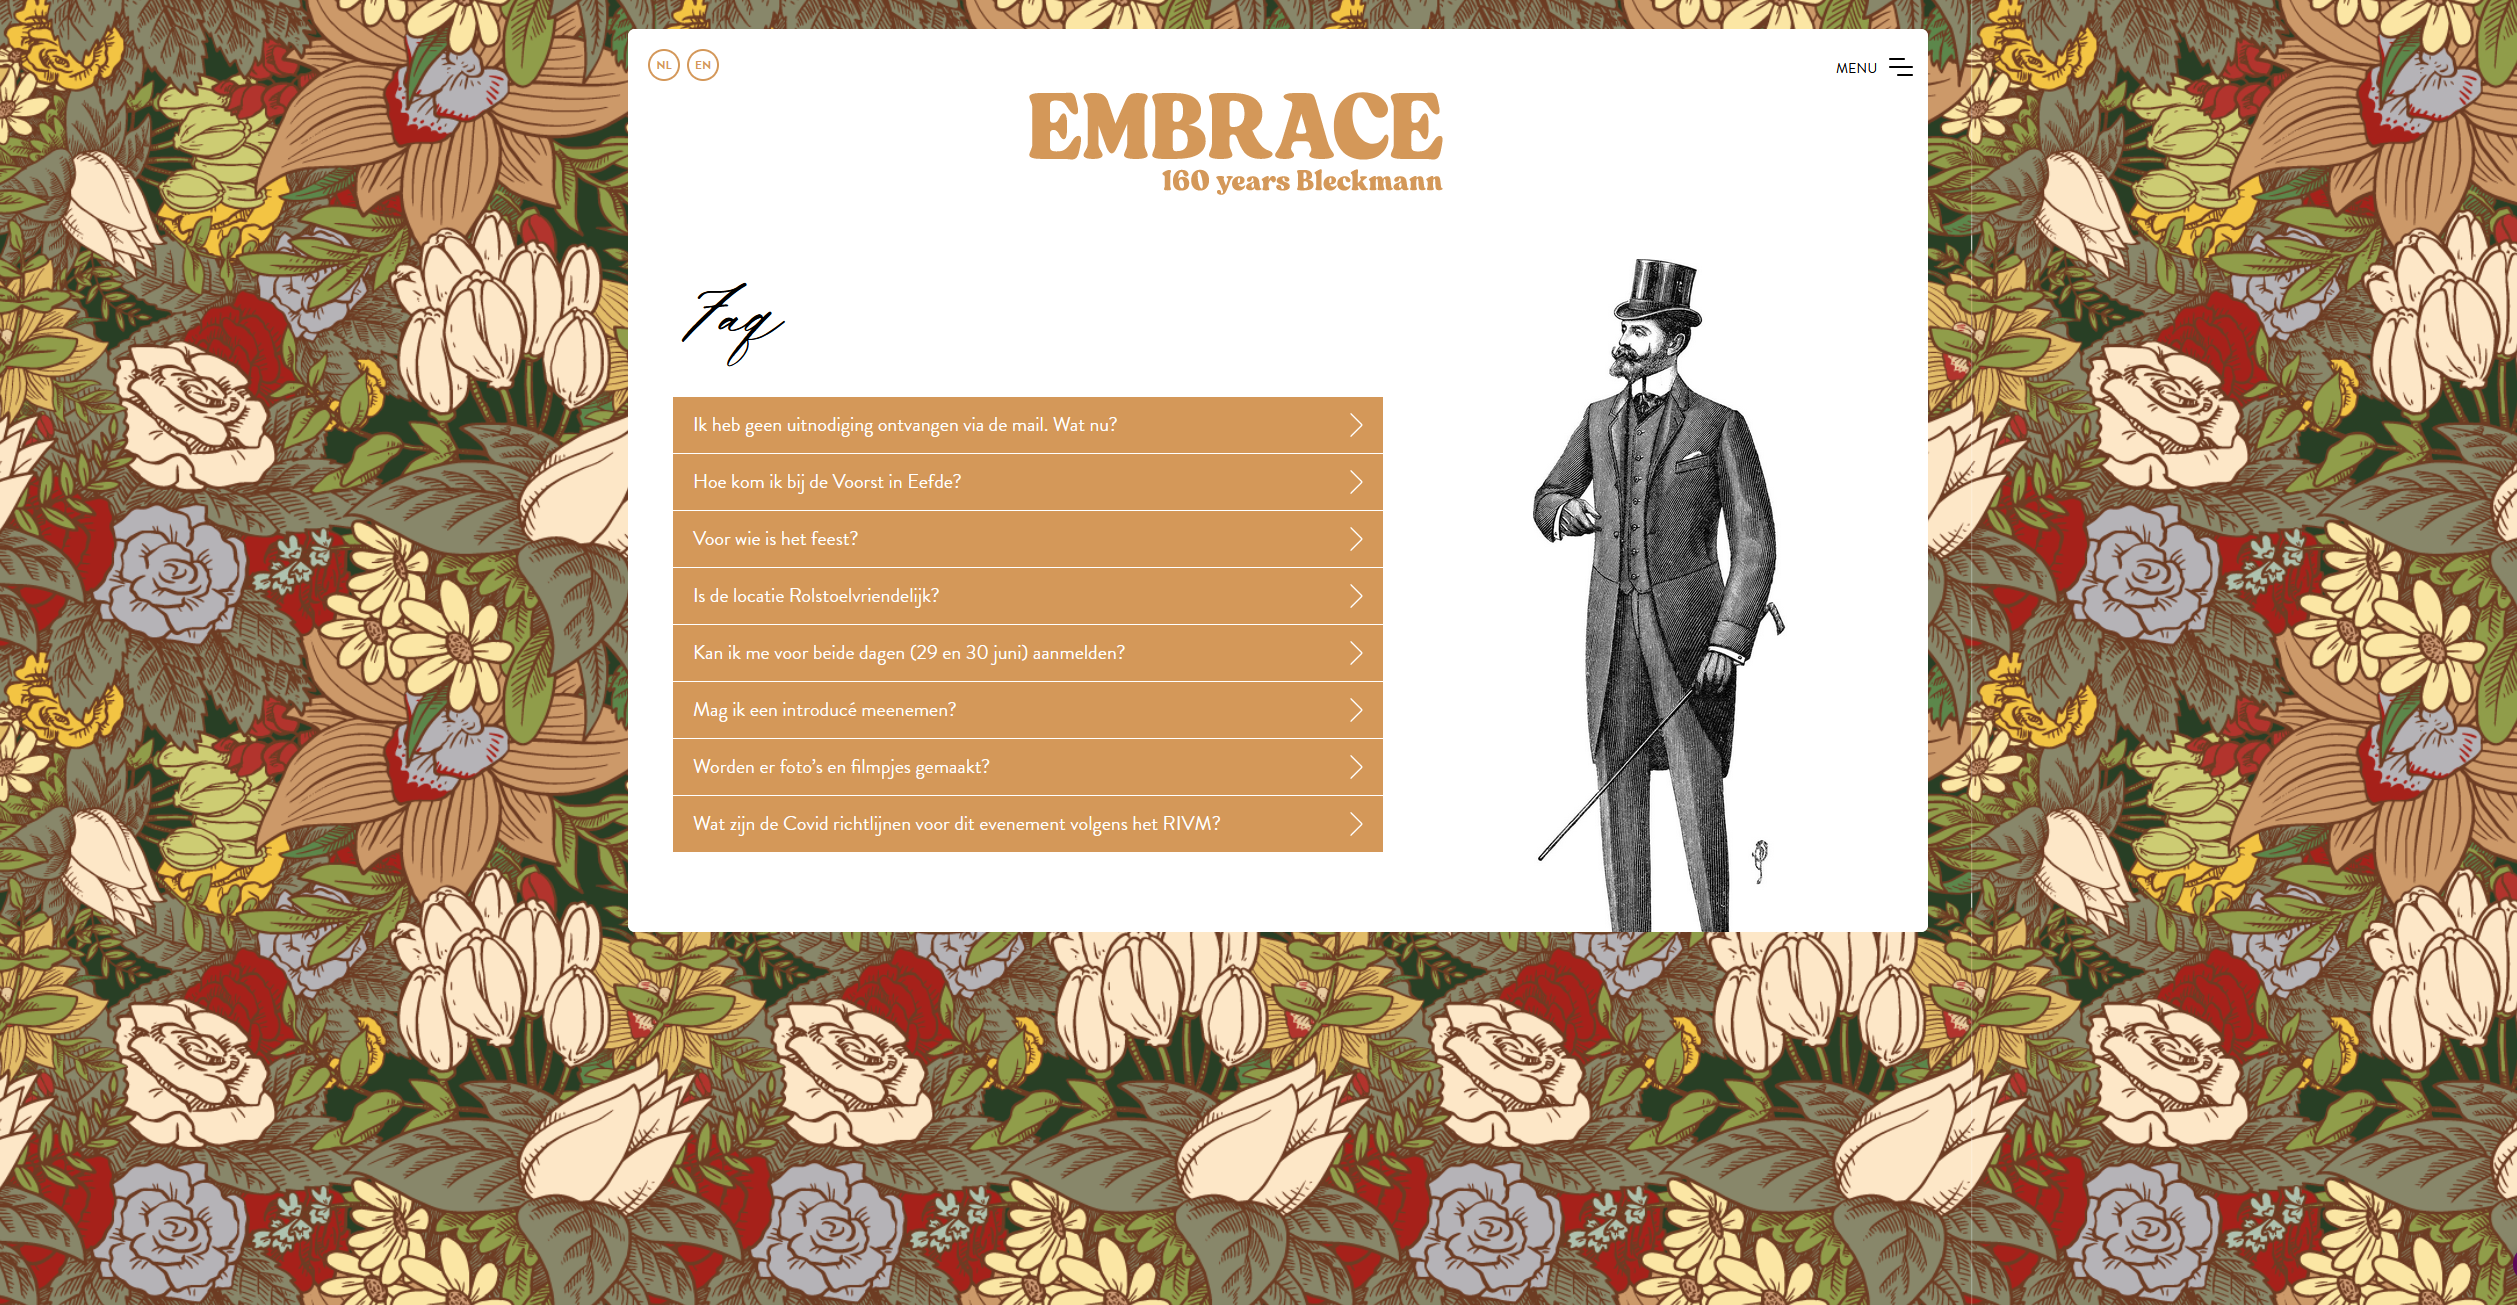 NL EN
MENU
EMBRACE
160 years Bleckmann
Faq
Ik heb geen uitnodiging ontvangen via de mail. Wat nu?
Hoe kom ik bij de Voorst in Eefde?
Voor wie is het feest?
Is de locatie Rolstoelvriendelijk?
Kan ik me voor beide dagen (29 en 30 juni) aanmelden?
Mag ik een introducé meenemen?
Worden er foto’s en filmpjes gemaakt?
Wat zijn de Covid richtlijnen voor dit evenement volgens het RIVM?